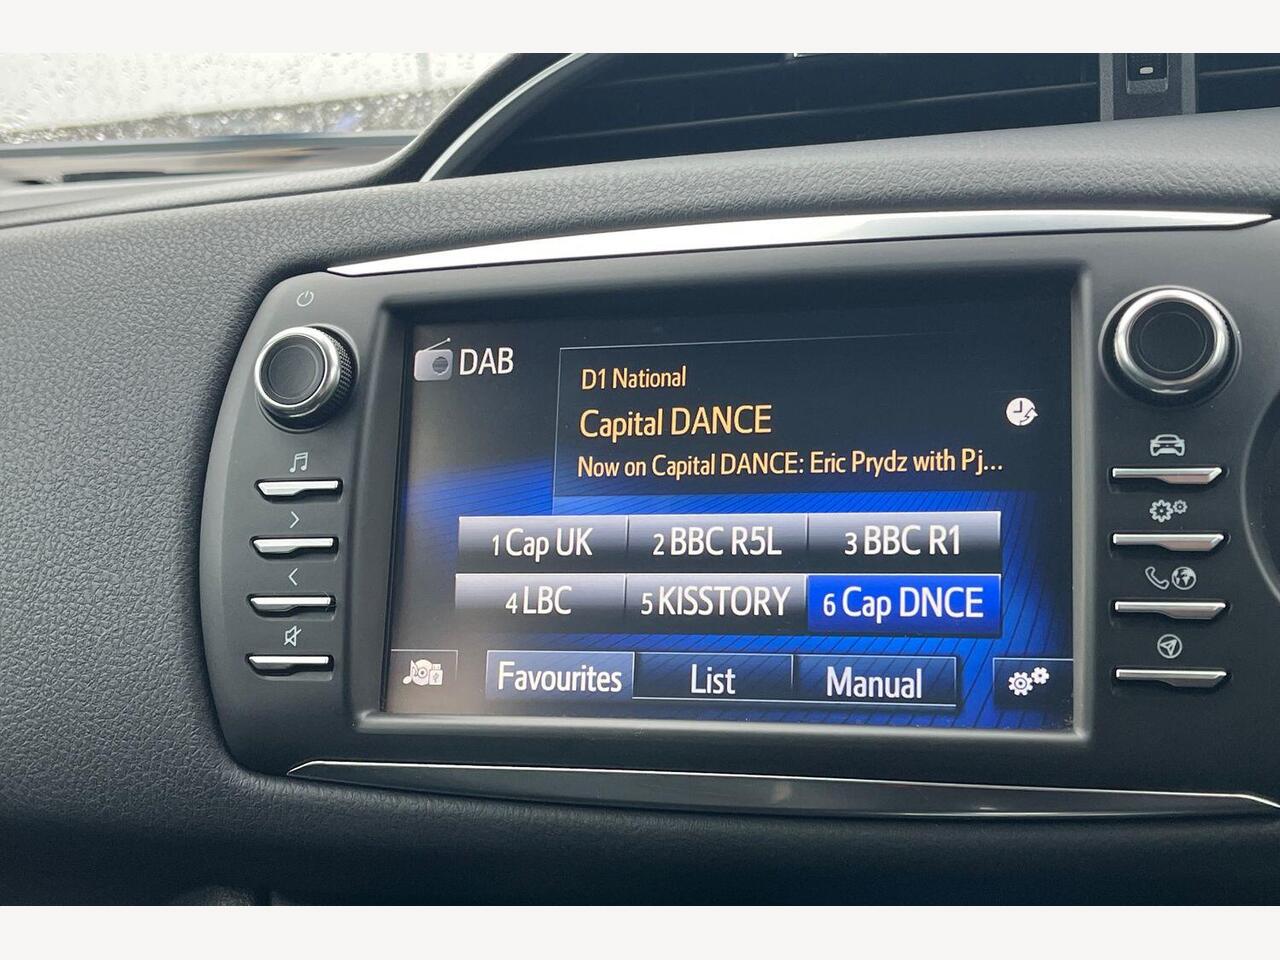 DAB
D1 National
Capital DANCE
Now on Capital DANCE: Eric Prydz with Pj...
1 Cap UK 2 BBC R5L 3 BBC R1
4 LBC 5 KISSTORY 6 Cap DNCE
Favourites List Manual